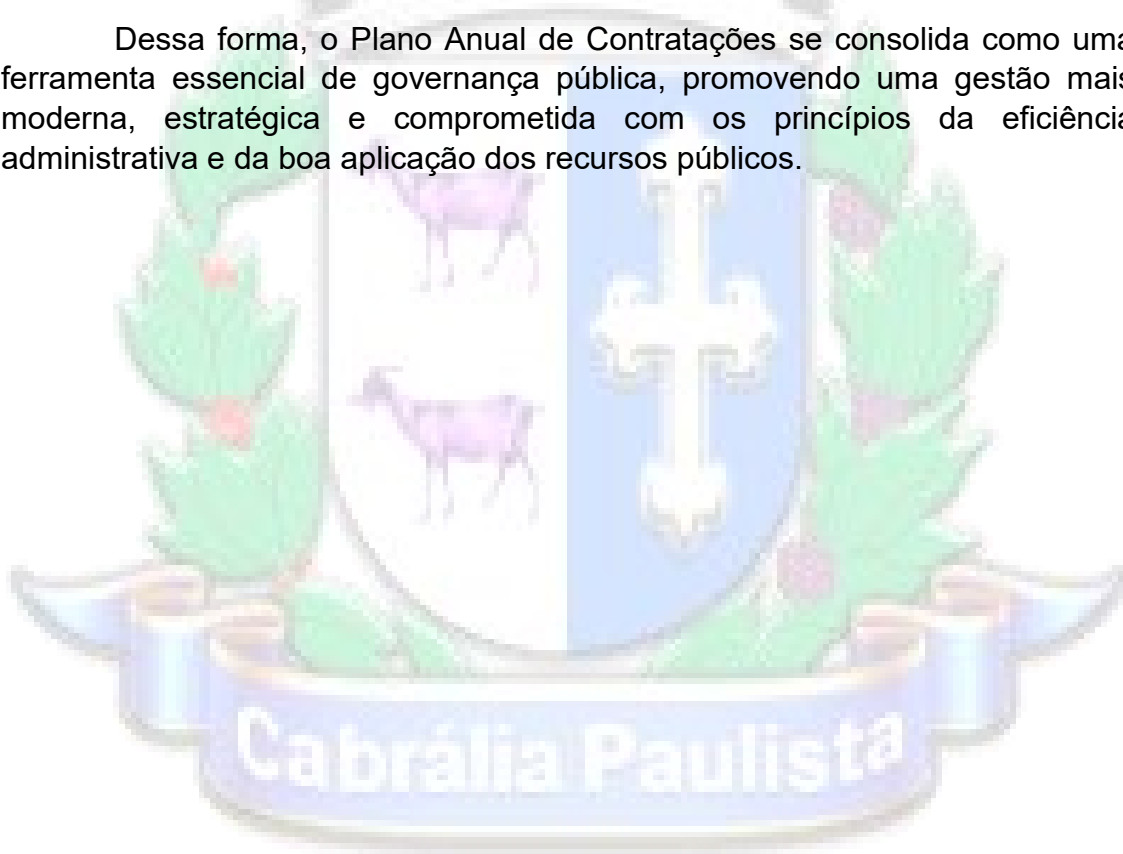 Dessa forma, o Plano Anual de Contratações se consolida como uma
ferramenta essencial de governança pública, promovendo uma gestão mais
moderna, estratégica e comprometida com os princípios da eficiência
administrativa e da boa aplicação dos recursos públicos.
Cabrália Paulista